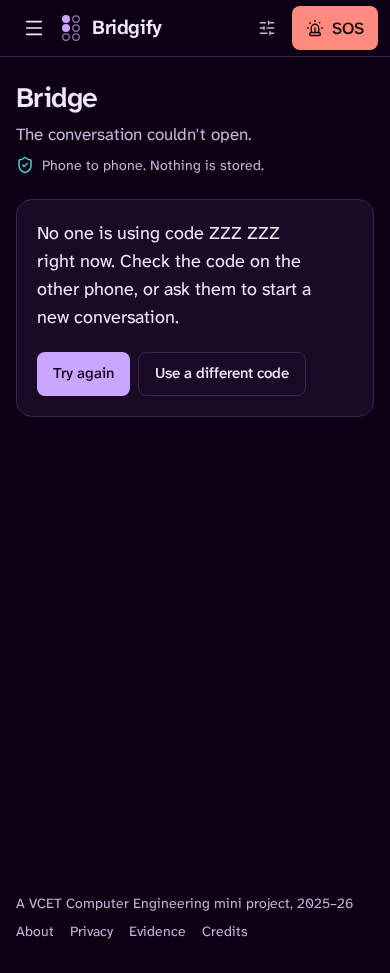 Bridgify
SOS
Bridge
The conversation couldn't open.
Phone to phone. Nothing is stored.
No one is using code ZZZ ZZZ
right now. Check the code on the
other phone, or ask them to start a
new conversation.
Try again
Use a different code
A VCET Computer Engineering mini project, 2025–26
About Privacy Evidence Credits